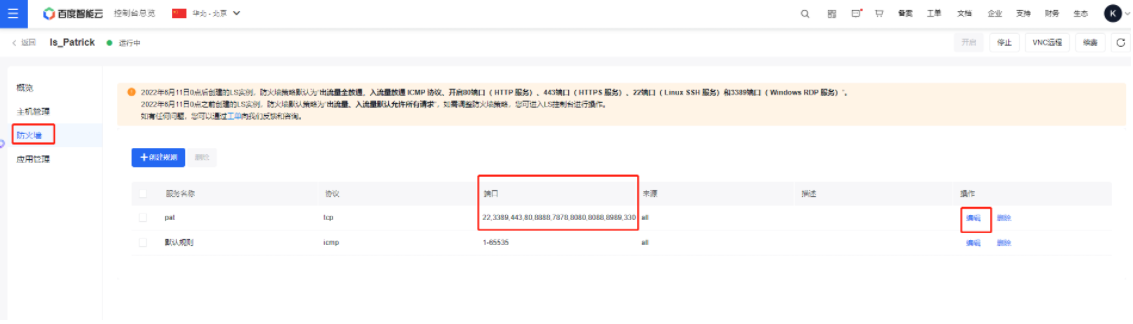 百度智能云 控制台总览 华北 - 北京 备案 工单 文档 企业 支持 财务 生态 K
< 返回 ls_Patrick 运行中 开启 停止 VNC远程 续费
概览
主机管理
防火墙
应用管理
2022年6月11日0点后创建的LS实例，防火墙策略默认为“出流量全放通，入流量放通 ICMP 协议，开启80端口（HTTP 服务）、443端口（HTTPS 服务）、22端口（Linux SSH 服务）和3389端口（Windows RDP 服务）”。
2022年6月11日0点之前创建的LS实例，防火墙默认策略为“出流量、入流量默认允许所有请求”，如需调整防火墙策略，您可进入LS控制台进行操作。
如有任何问题，您可以通过工单向我们反馈和咨询。
+创建规则 删除
服务名称 协议 端口 来源 描述 操作
pal tcp 22,3389,443,80,8888,7878,8080,8088,8989,330 all 编辑 删除
默认规则 icmp 1-65535 all 编辑 删除